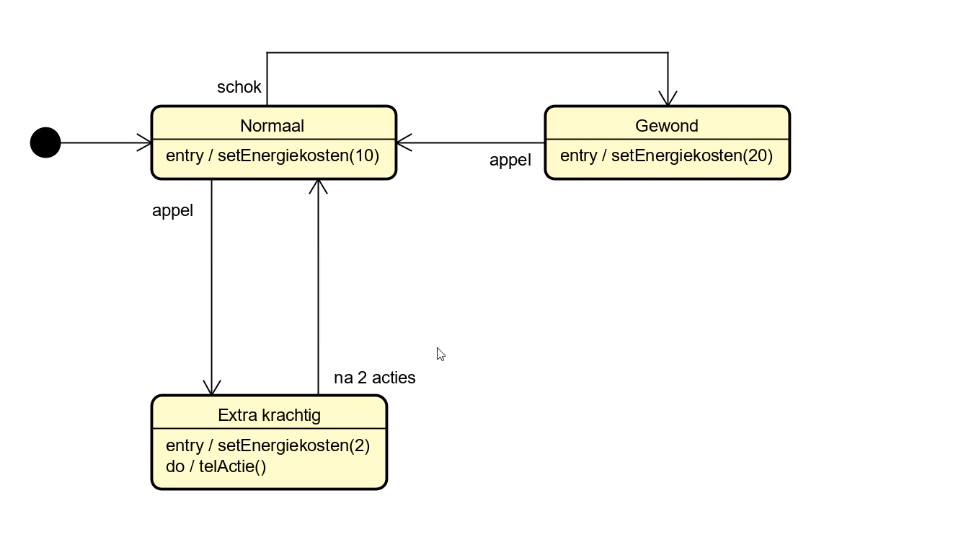 schok
Normaal
entry / setEnergiekosten(10)
Gewond
entry / setEnergiekosten(20)
appel
appel
na 2 acties
Extra krachtig
entry / setEnergiekosten(2)
do / telActie()